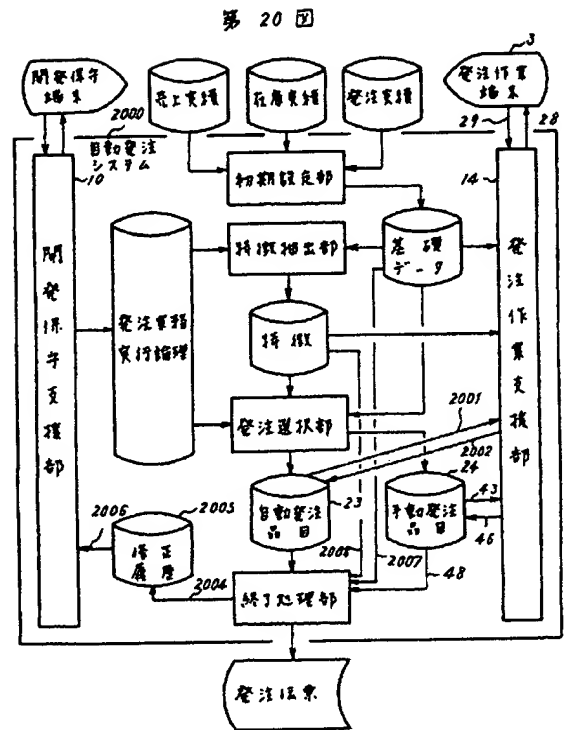 第 20 図
開発保守
端末
売上実績
在庫実績
発注実績
発注作業
端末
3
2000
29
28
自動発注
システム
10
14
初期設定部
特徴抽出部
基礎
データ
開発保守支援部
発注業務
実行論理
特徴
発注作業支援部
発注選択部
2001
2002
24
自動発注
品目
23
手動発注
品目
43
46
2006
2005
修正
履歴
2008
2007
48
2004
終了処理部
発注伝票